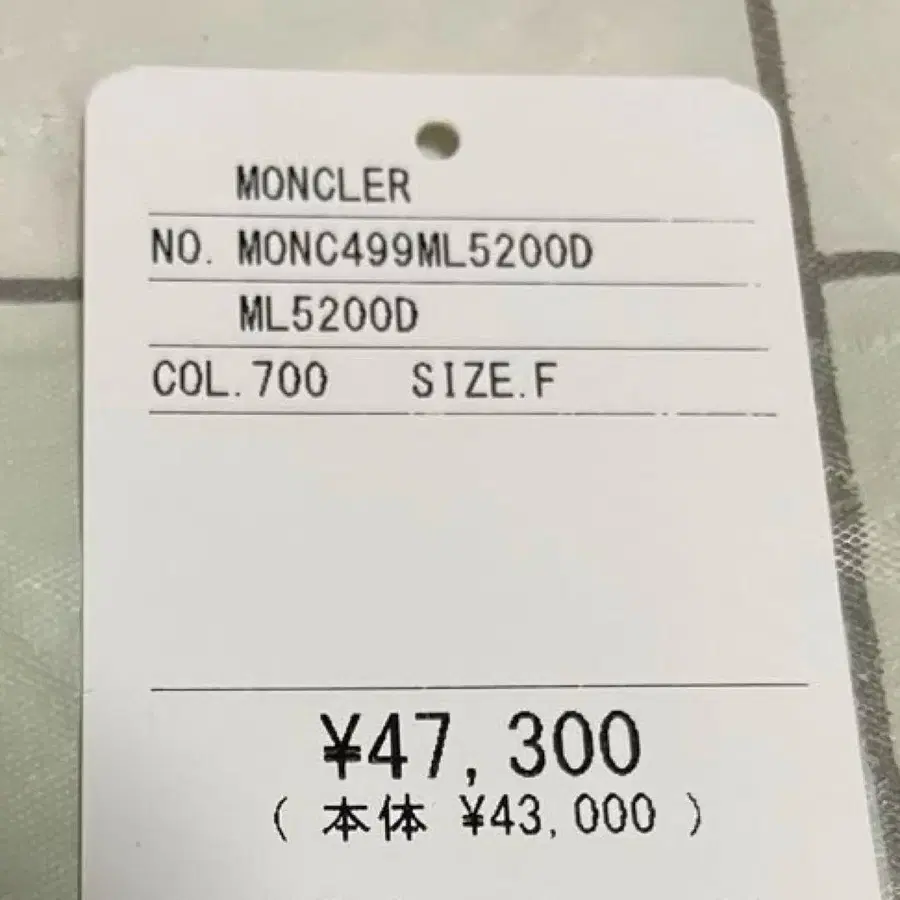 MONCLER
NO. MONC499ML5200D
ML5200D
COL.700 SIZE.F
¥47,300
( 本体 ¥43,000 )